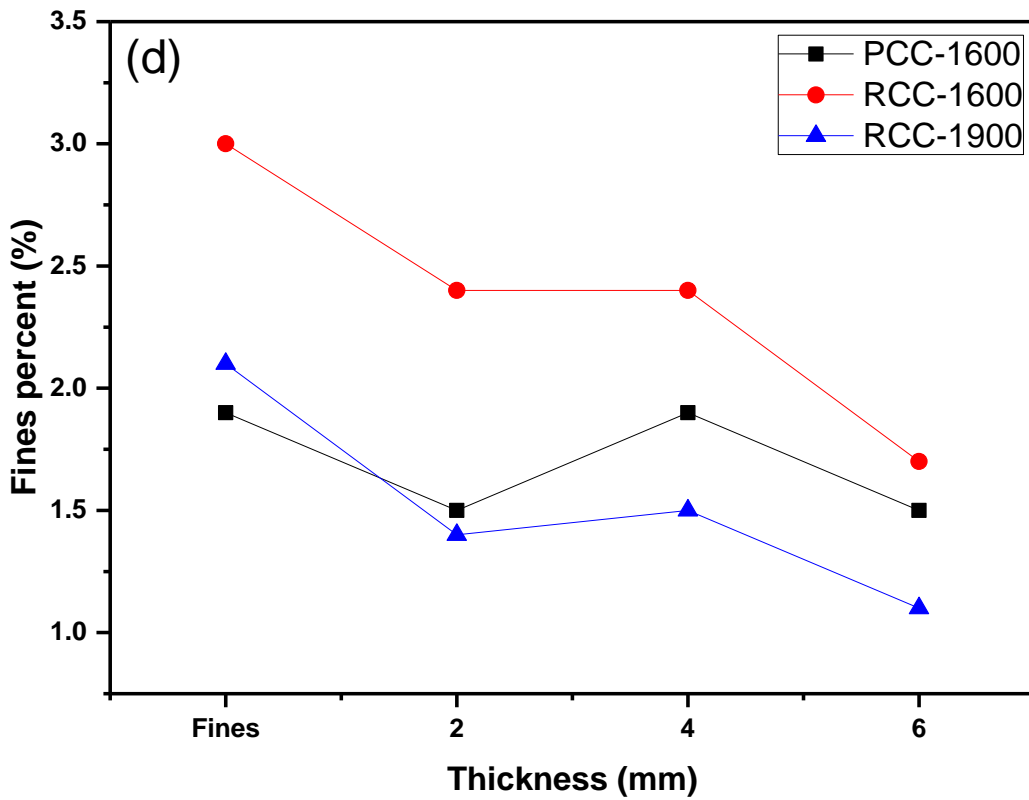 (d)
PCC-1600
RCC-1600
RCC-1900
Fines percent (%)
3.5
3.0
2.5
2.0
1.5
1.0
Fines 2 4 6
Thickness (mm)